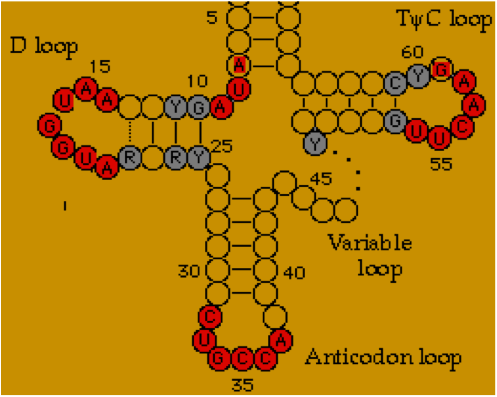 5
TψC loop
D loop
15
10
60
A
U A A Y G A U
C Y G A A C U U G
G G U A R R Y
25
Y
55
45
Variable
loop
30
40
C U G C C A
Anticodon loop
35